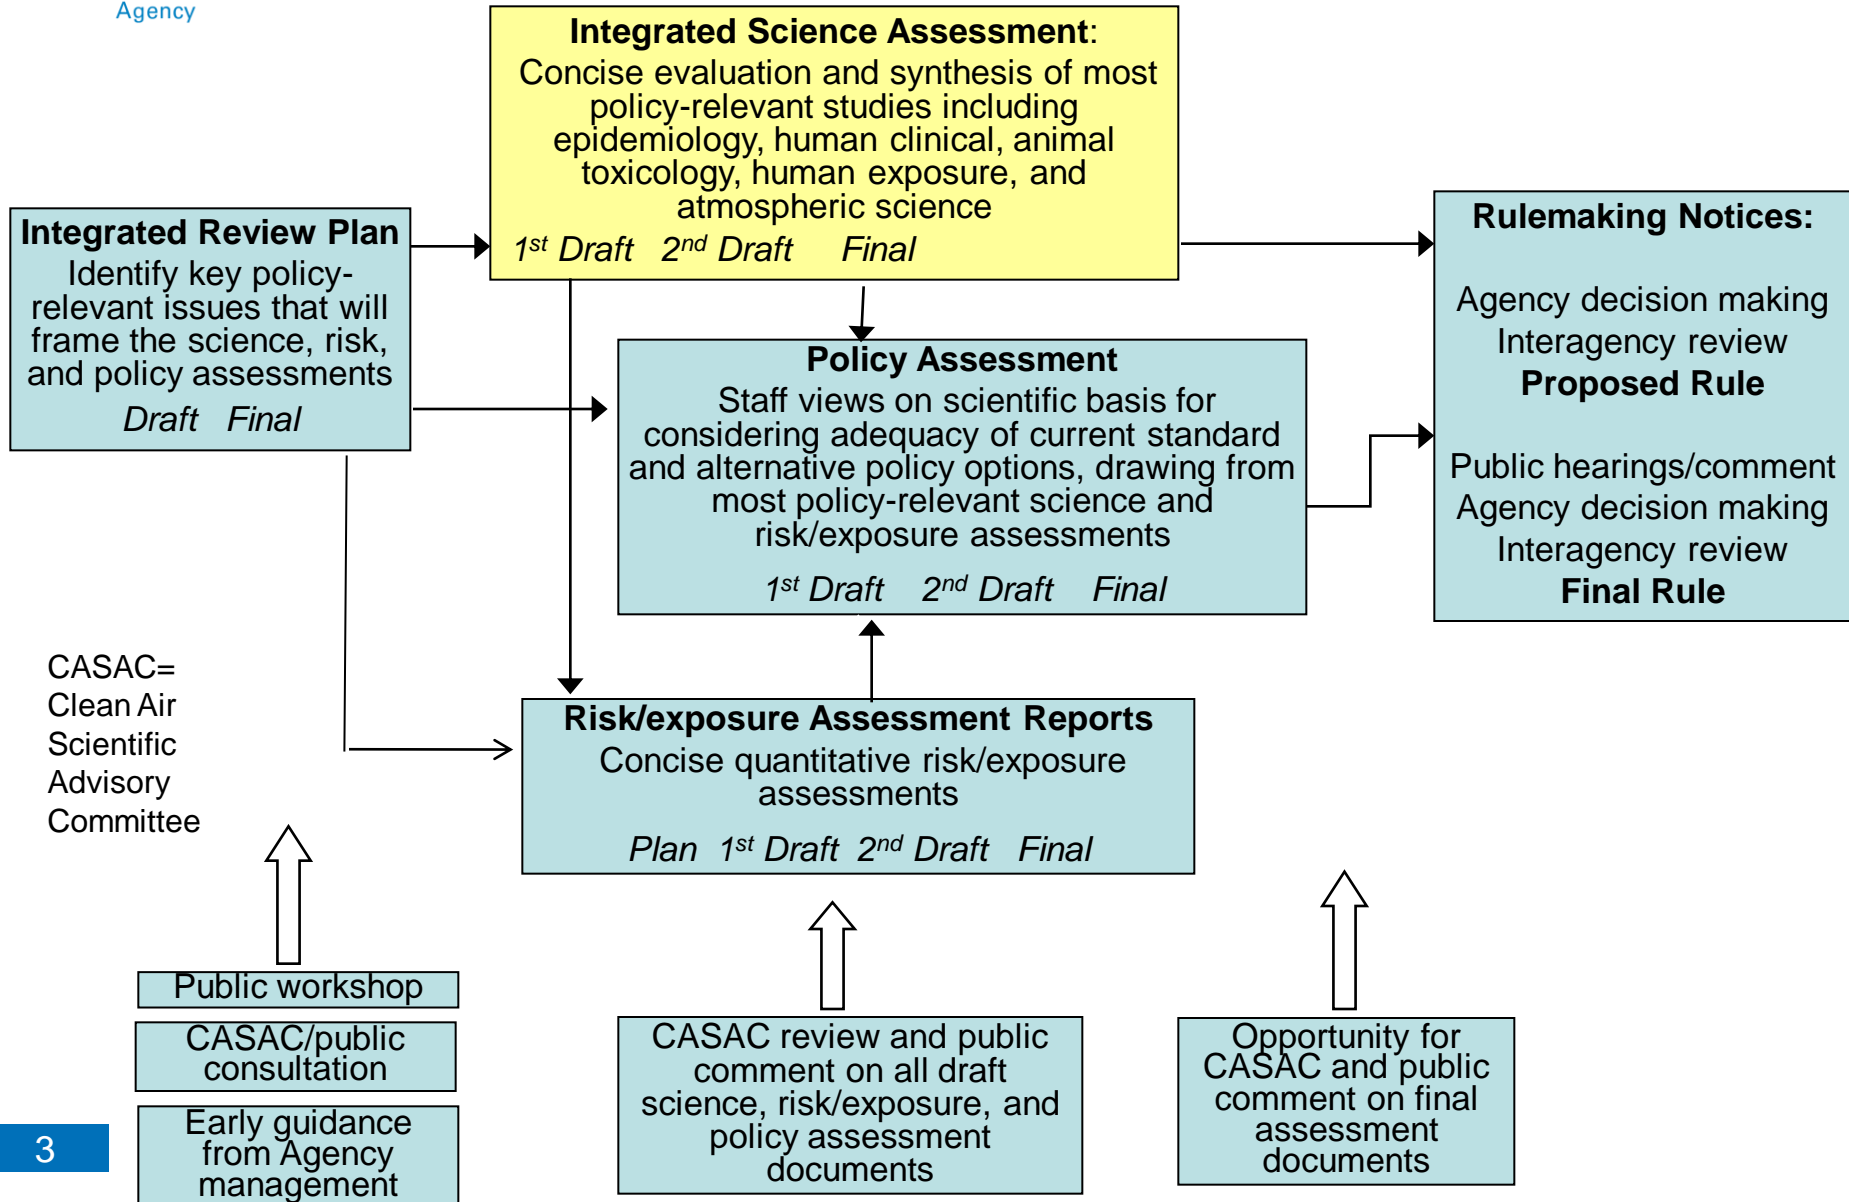 Agency
Integrated Science Assessment:
Concise evaluation and synthesis of most
policy-relevant studies including
epidemiology, human clinical, animal
toxicology, human exposure, and
atmospheric science
1st Draft 2nd Draft Final
Integrated Review Plan
Identify key policy-
relevant issues that will
frame the science, risk,
and policy assessments
Draft Final
Rulemaking Notices:
Agency decision making
Interagency review
Proposed Rule
Public hearings/comment
Agency decision making
Interagency review
Final Rule
Policy Assessment
Staff views on scientific basis for
considering adequacy of current standard
and alternative policy options, drawing from
most policy-relevant science and
risk/exposure assessments
1st Draft 2nd Draft Final
CASAC=
Clean Air
Scientific
Advisory
Committee
Risk/exposure Assessment Reports
Concise quantitative risk/exposure
assessments
Plan 1st Draft 2nd Draft Final
Public workshop
CASAC/public
consultation
Early guidance
from Agency
management
CASAC review and public
comment on all draft
science, risk/exposure, and
policy assessment
documents
Opportunity for
CASAC and public
comment on final
assessment
documents
3